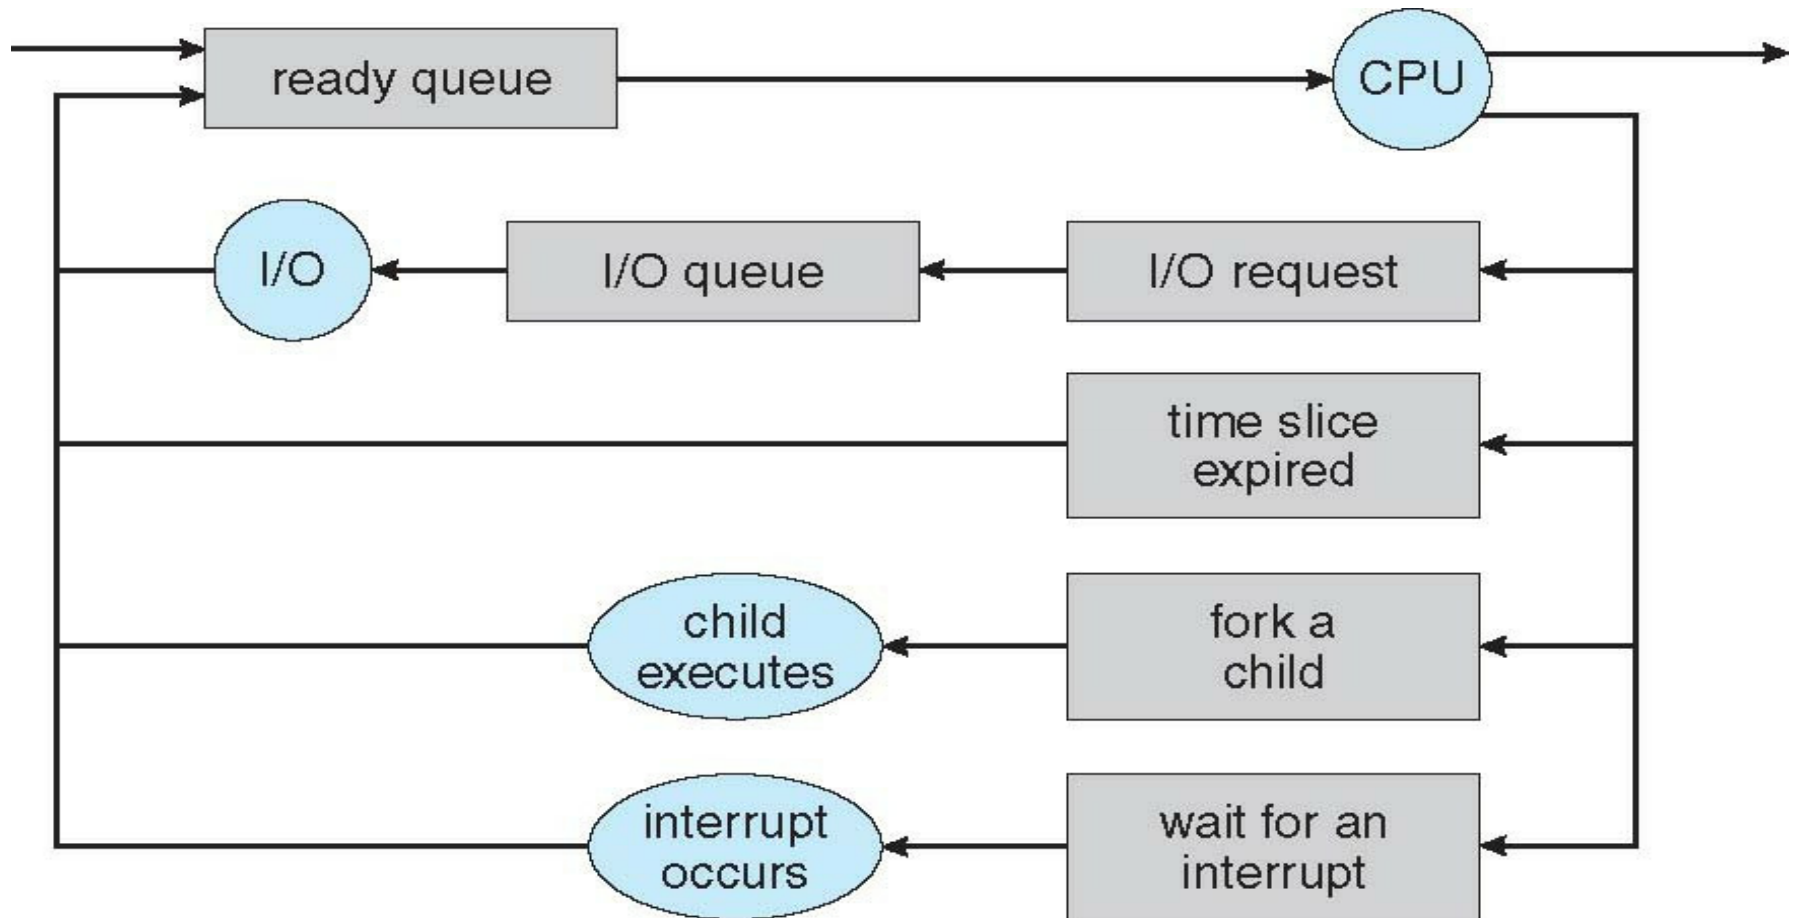 ready queue
CPU
I/O
I/O queue
I/O request
time slice
expired
child
executes
fork a
child
interrupt
occurs
wait for an
interrupt